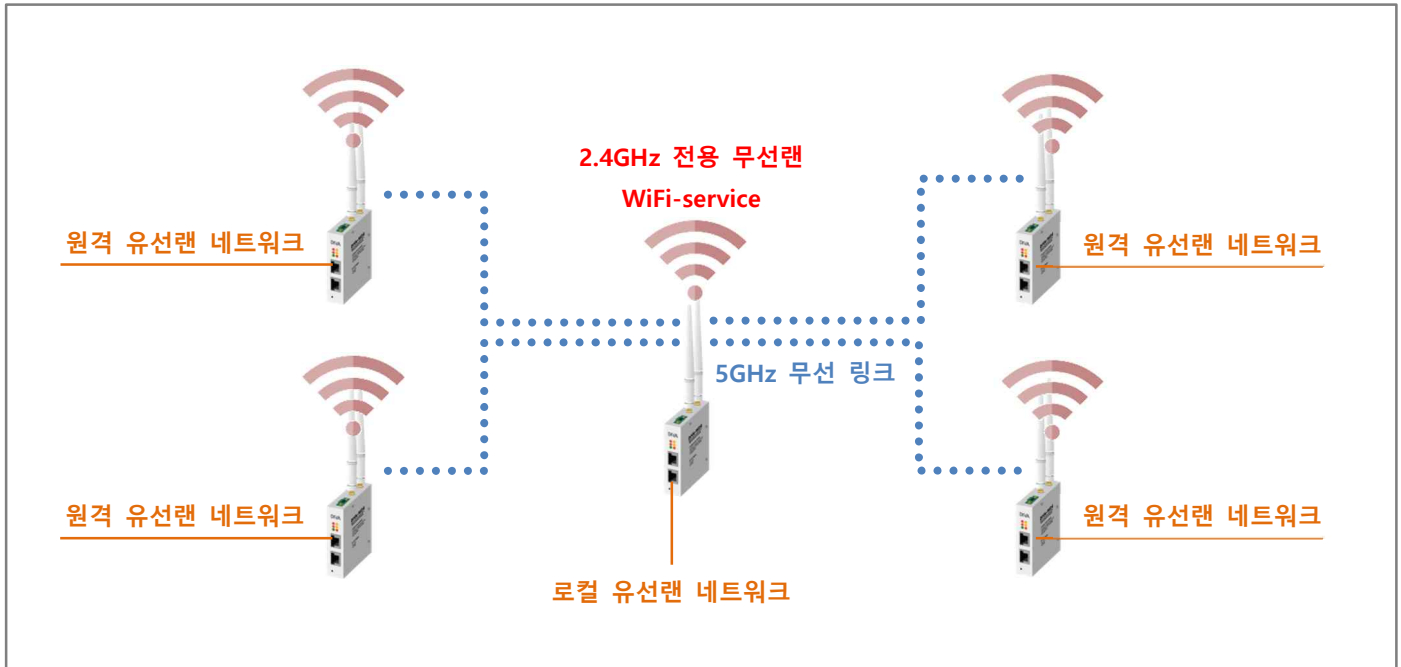 2.4GHz 전용 무선랜
WiFi-service
원격 유선랜 네트워크
원격 유선랜 네트워크
5GHz 무선 링크
원격 유선랜 네트워크
원격 유선랜 네트워크
로컬 유선랜 네트워크